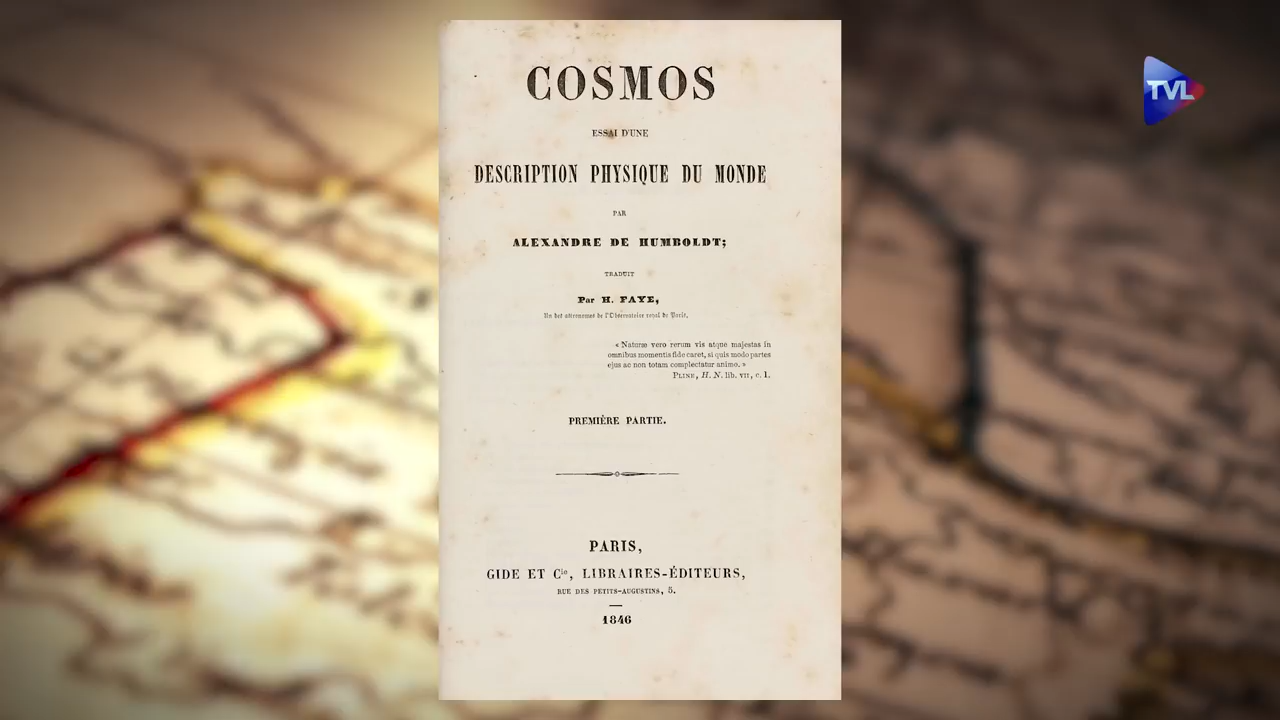 COSMOS
ESSAI D'UNE
DESCRIPTION PHYSIQUE DU MONDE
PAR
ALEXANDRE DE HUMBOLDT;
TRADUIT
Par H. FAYE,
Un des astronomes de l'Observatoire royal de Paris,
« Naturæ vero rerum vis atque majestas in
omnibus momentis fide caret, si quis modo partes
ejus ac non totam complectatur animo. »
PLINE, H. N. lib. VII, c. 1.
PREMIÈRE PARTIE.
PARIS,
GIDE ET Cie, LIBRAIRES-ÉDITEURS,
RUE DES PETITS-AUGUSTINS, 5.
1846
TVL